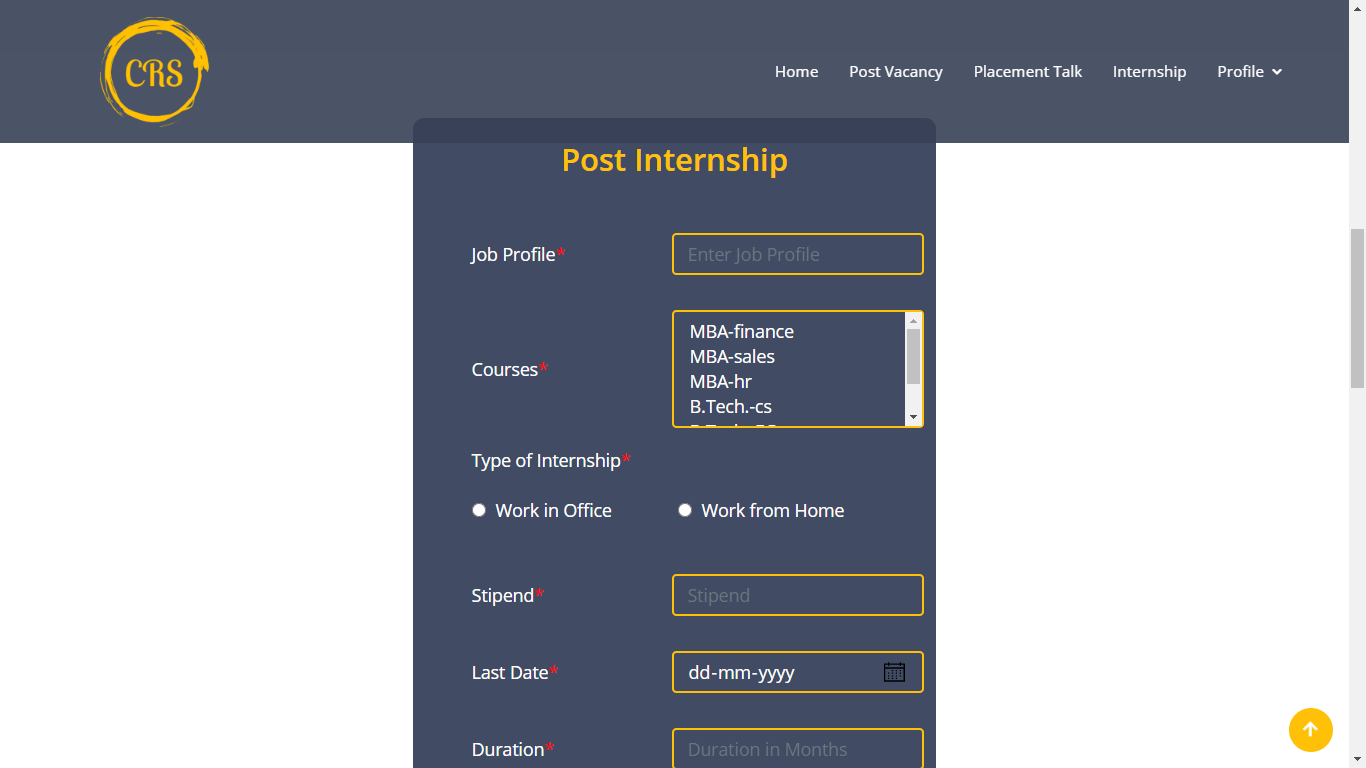 CRS
Home Post Vacancy Placement Talk Internship Profile
Post Internship
Job Profile* Enter Job Profile
Courses*
MBA-finance
MBA-sales
MBA-hr
B.Tech.-cs
Type of Internship*
Work in Office Work from Home
Stipend* Stipend
Last Date* dd-mm-yyyy
Duration* Duration in Months